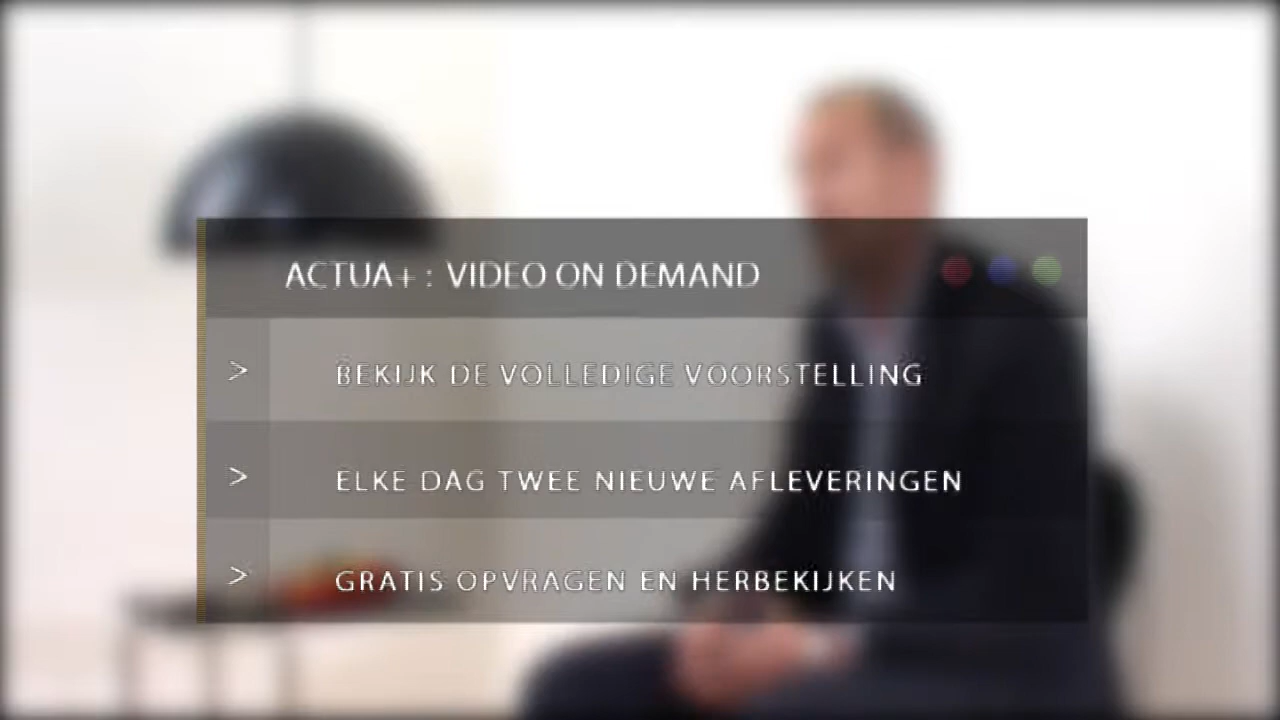 ACTUA+ : VIDEO ON DEMAND
> BEKIJK DE VOLLEDIGE VOORSTELLING
> ELKE DAG TWEE NIEUWE AFLEVERINGEN
> GRATIS OPVRAGEN EN HERBEKIJKEN